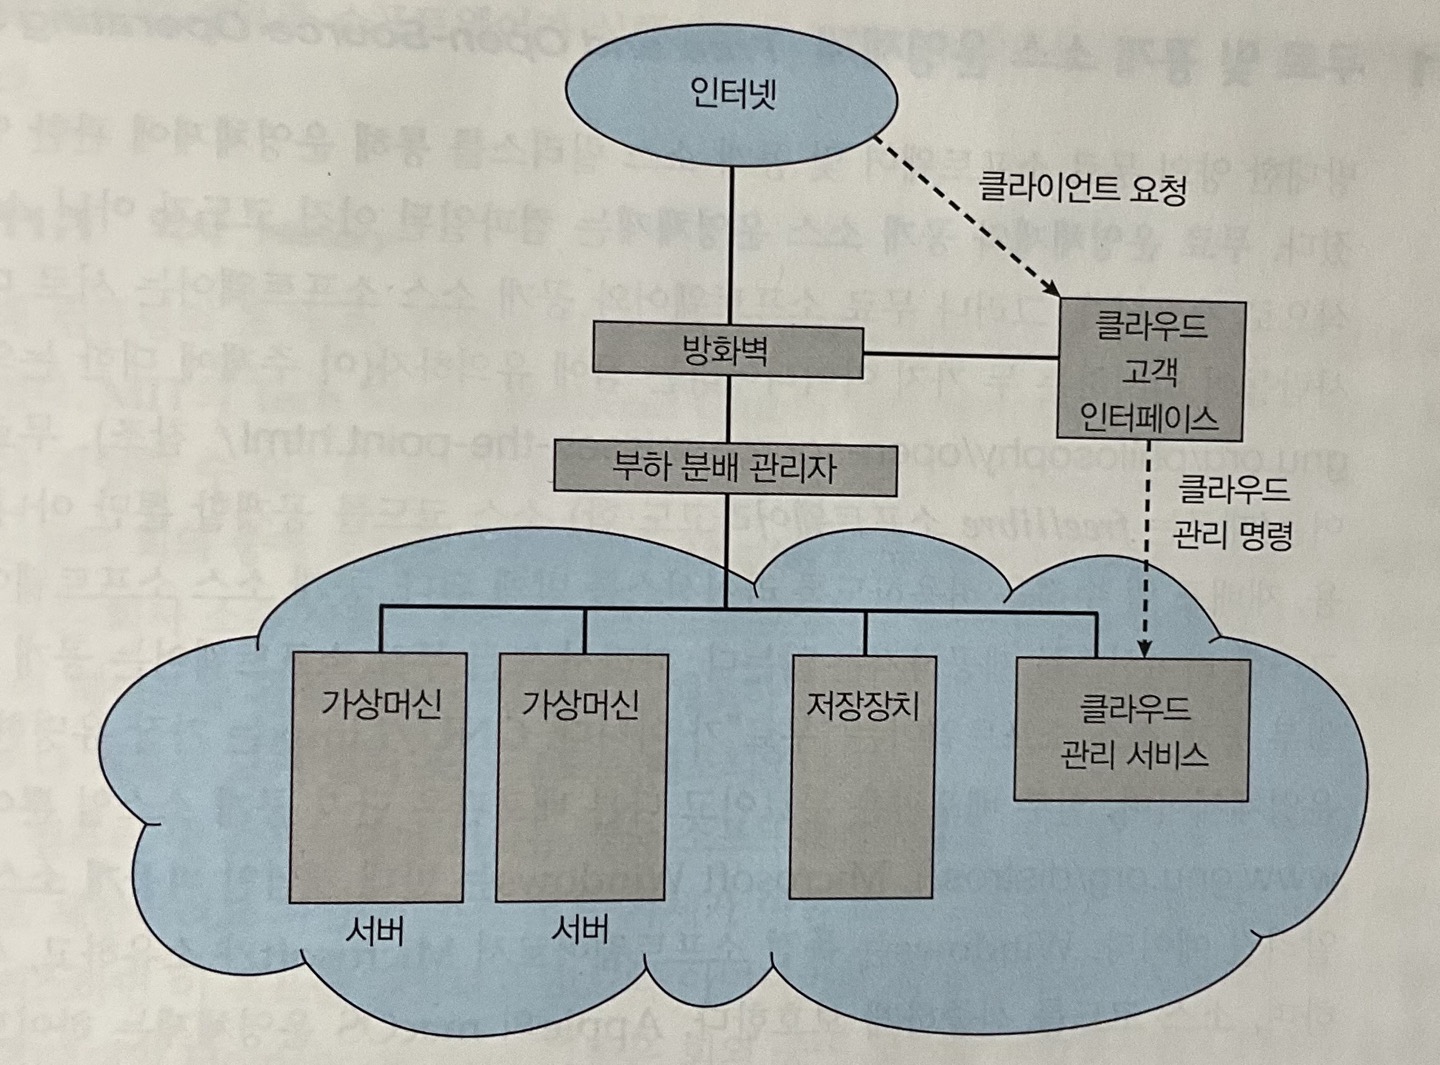 인터넷
클라이언트 요청
방화벽
클라우드
고객
인터페이스
부하 분배 관리자
클라우드
관리 명령
가상머신
가상머신
저장장치
클라우드
관리 서비스
서버
서버